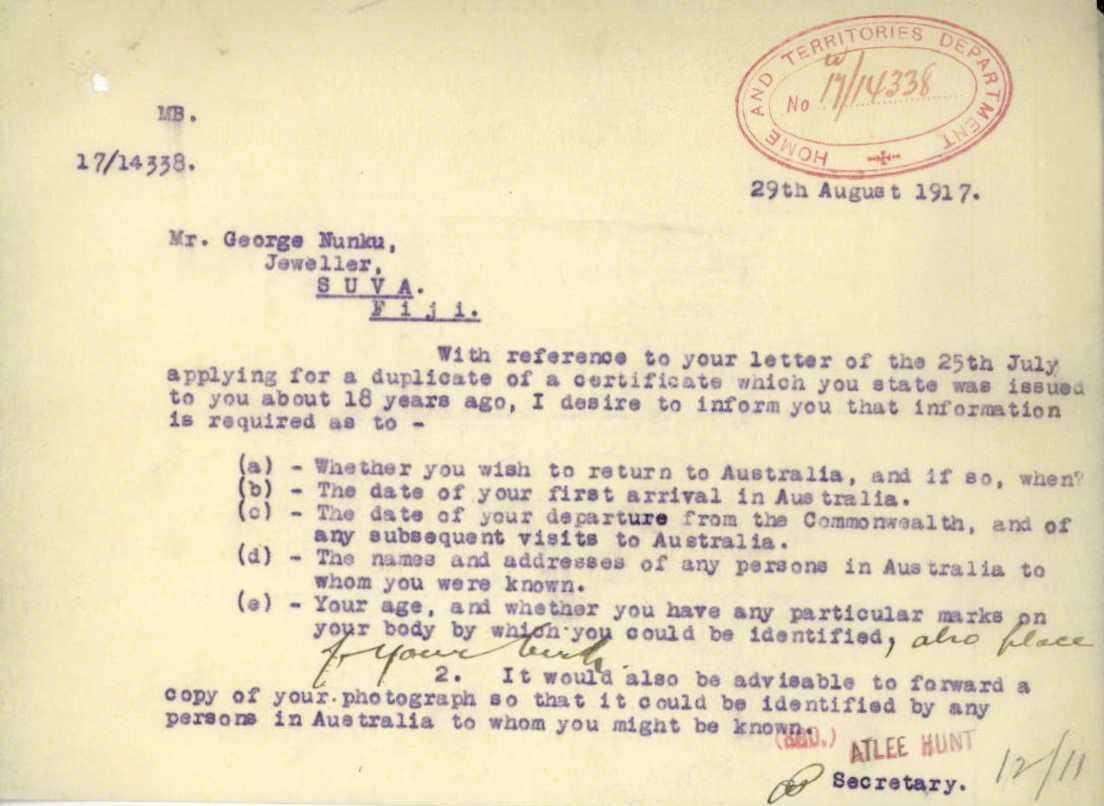 HOME AND TERRITORIES DEPARTMENT
No 17/14338
MB.
17/14338.
29th August 1917.
Mr. George Nunku,
Jeweller,
SUVA.
Fiji.
With reference to your letter of the 25th July
applying for a duplicate of a certificate which you state was issued
to you about 18 years ago, I desire to inform you that information
is required as to -
(a) - Whether you wish to return to Australia, and if so, when?
(b) - The date of your first arrival in Australia.
(c) - The date of your departure from the Commonwealth, and of
any subsequent visits to Australia.
(d) - The names and addresses of any persons in Australia to
whom you were known.
(e) - Your age, and whether you have any particular marks on
your body by which you could be identified, also place
of your birth.
2. It would also be advisable to forward a
copy of your photograph so that it could be identified by any
persons in Australia to whom you might be known.
(SGD.) ATLEE HUNT
Secretary.
12/11